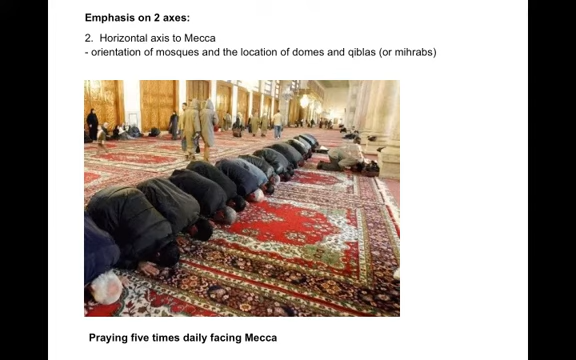 Emphasis on 2 axes:
2.  Horizontal axis to Mecca
- orientation of mosques and the location of domes and qiblas (or mihrabs)
Praying five times daily facing Mecca